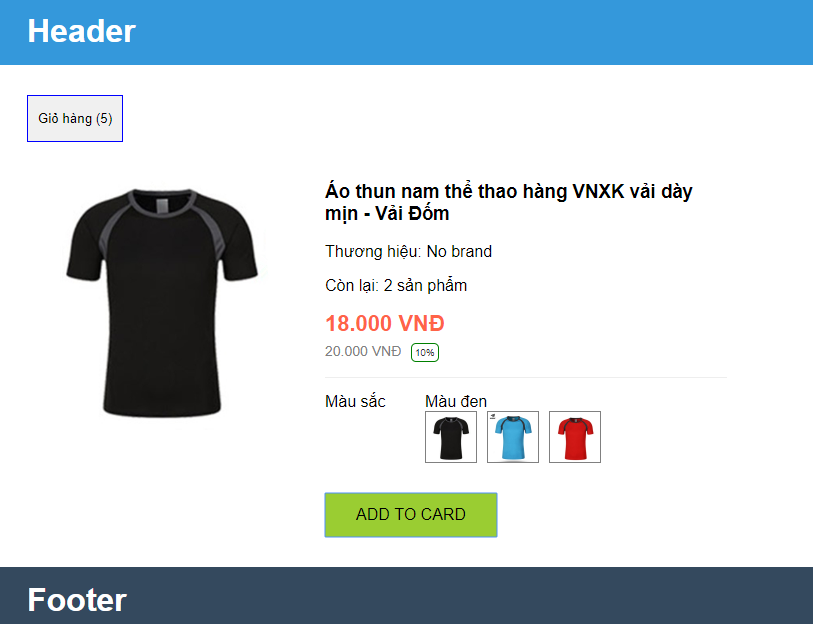 Header
Giỏ hàng (5)
Áo thun nam thể thao hàng VNXK vải dày
mịn - Vải Đốm
Thương hiệu: No brand
Còn lại: 2 sản phẩm
18.000 VNĐ
20.000 VNĐ 10%
Màu sắc Màu đen
ADD TO CARD
Footer